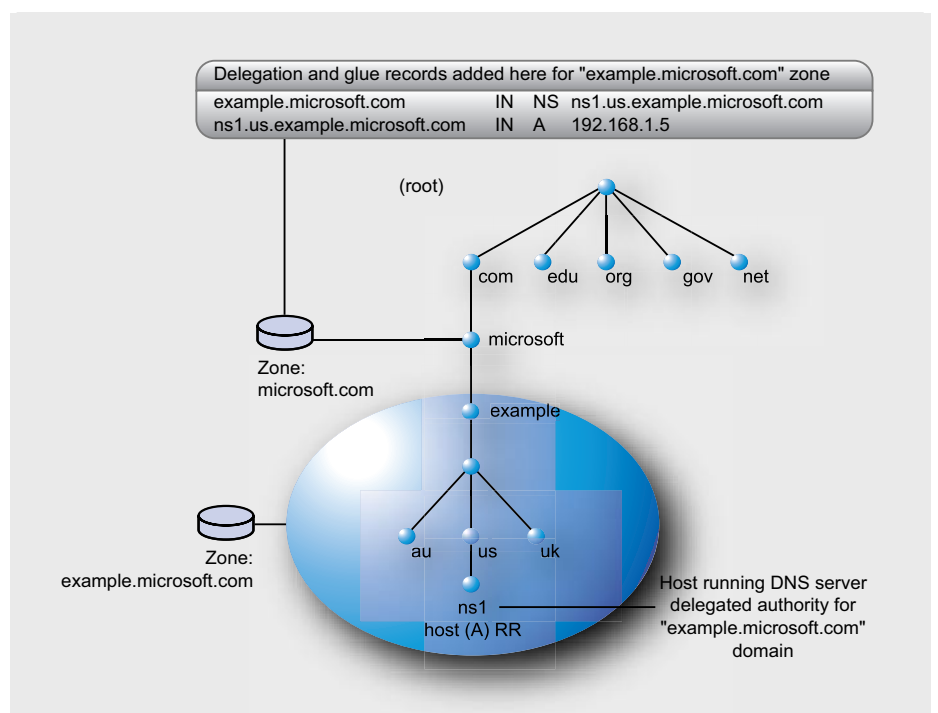 Delegation and glue records added here for "example.microsoft.com" zone
example.microsoft.com IN NS ns1.us.example.microsoft.com
ns1.us.example.microsoft.com IN A 192.168.1.5
(root)
com edu org gov net
microsoft
Zone:
microsoft.com
example
au us uk
Zone:
example.microsoft.com
ns1
host (A) RR
Host running DNS server
delegated authority for
"example.microsoft.com"
domain